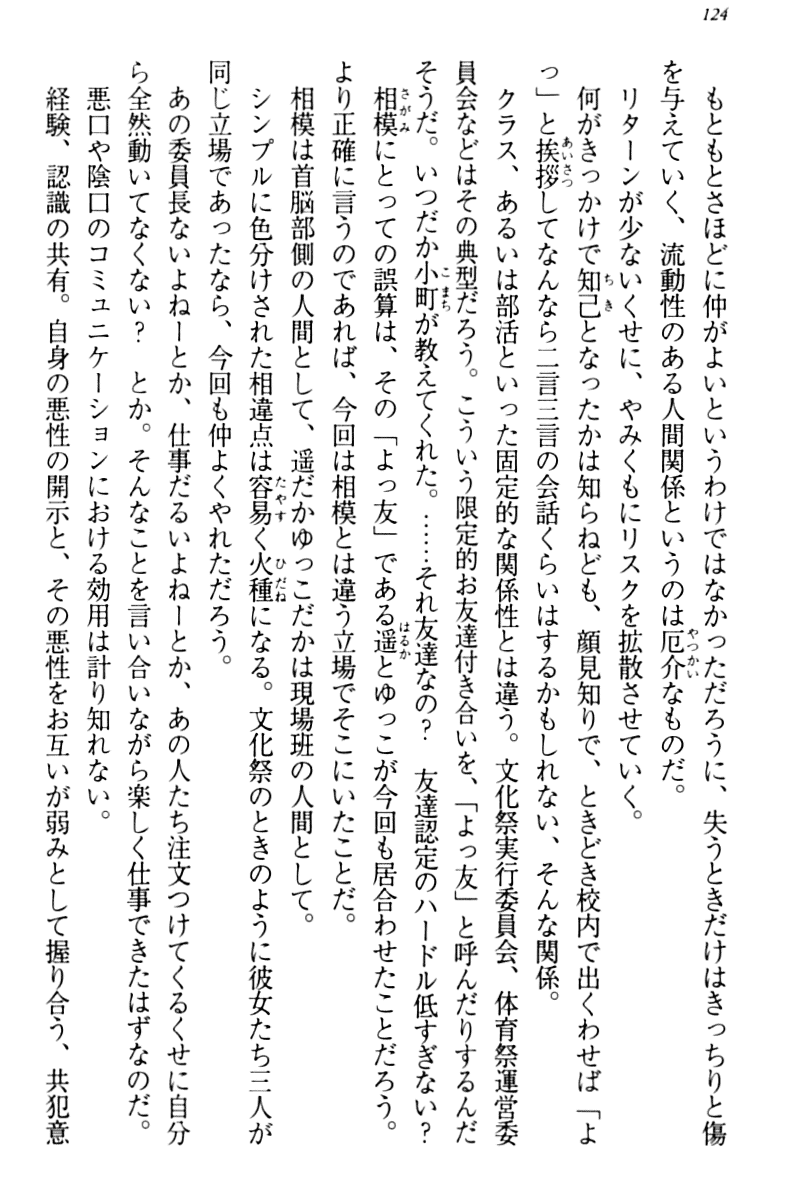 124
もともとさほどに仲がよいというわけではなかっただろうに、失うときだけはきっちりと傷
を与えていく、流動性のある人間関係というのは厄介なものだ。
リターンが少ないくせに、やみくもにリスクを拡散させていく。
何がきっかけで知己となったかは知らねども、顔見知りで、ときどき校内で出くわせば「よ
っ」と挨拶してなんなら二言三言の会話くらいはするかもしれない、そんな関係。
クラス、あるいは部活といった固定的な関係性とは違う。文化祭実行委員会、体育祭運営委
員会などはその典型だろう。こういう限定的お友達付き合いを、「よっ友」と呼んだりするんだ
そうだ。いつだか小町が教えてくれた。……それ友達なの？　友達認定のハードル低すぎない？
相模にとっての誤算は、その「よっ友」である遥とゆっこが今回も居合わせたことだろう。
より正確に言うのであれば、今回は相模とは違う立場でそこにいたことだ。
相模は首脳部側の人間として、遥だかゆっこだかは現場班の人間として。
シンプルに色分けされた相違点は容易く火種になる。文化祭のときのように彼女たち三人が
同じ立場であったなら、今回も仲よくやれただろう。
あの委員長ないよねーとか、仕事だるいよねーとか、あの人たち注文つけてくるくせに自分
ら全然動いてなくない？　とか。そんなことを言い合いながら楽しく仕事できたはずなのだ。
悪口や陰口のコミュニケーションにおける効用は計り知れない。
経験、認識の共有。自身の悪性の開示と、その悪性をお互いが弱みとして握り合う、共犯意